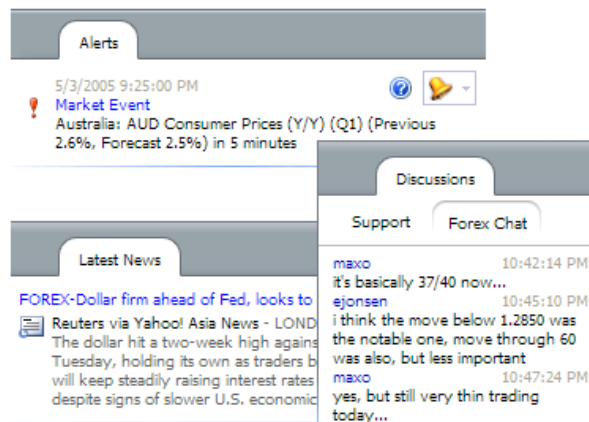 Alerts
5/3/2005 9:25:00 PM
Market Event
Australia: AUD Consumer Prices (Y/Y) (Q1) (Previous
2.6%, Forecast 2.5%) in 5 minutes
Latest News
FOREX-Dollar firm ahead of Fed, looks to
Reuters via Yahoo! Asia News - LOND
The dollar hit a two-week high agains
Tuesday, holding its own as traders b
will keep steadily raising interest rates
despite signs of slower U.S. economic
Discussions
Support Forex Chat
maxo 10:42:14 PM
it's basically 37/40 now...
ejonsen 10:45:10 PM
i think the move below 1.2850 was
the notable one, move through 60
was also, but less important
maxo 10:47:24 PM
yes, but still very thin trading
today...